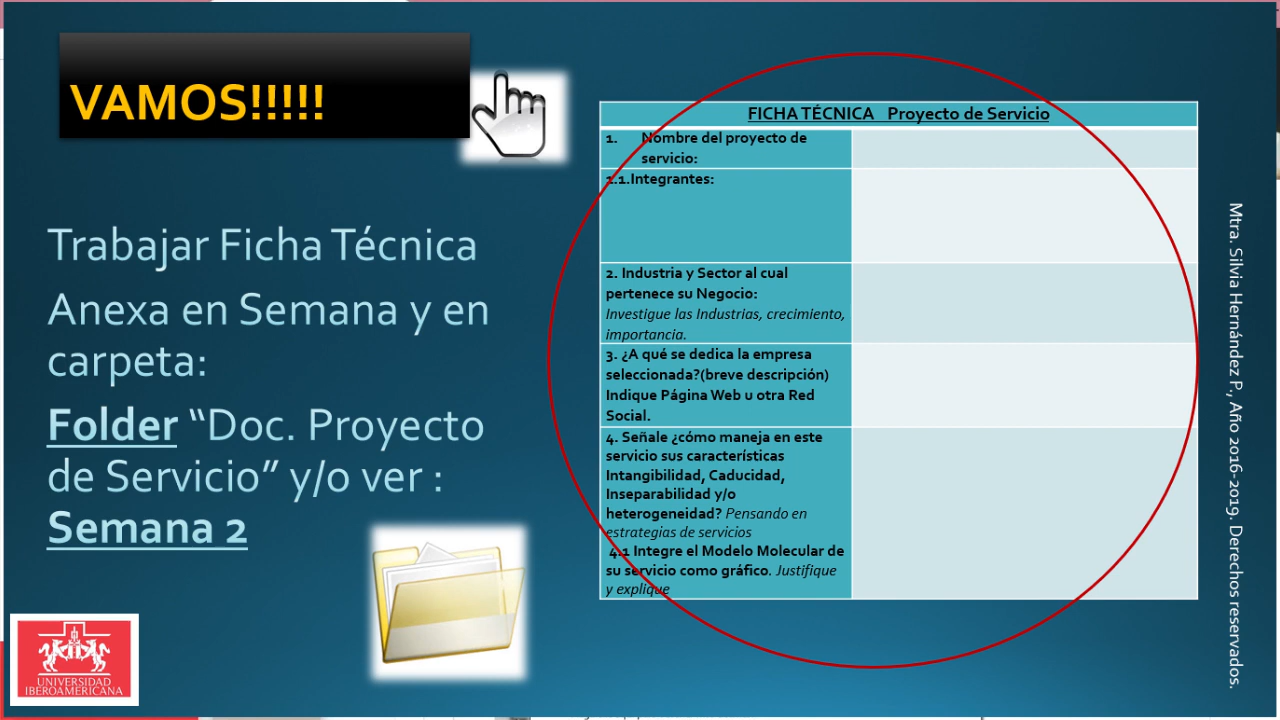 VAMOS!!!!!
Trabajar Ficha Técnica
Anexa en Semana y en
carpeta:
Folder “Doc. Proyecto
de Servicio” y/o ver :
Semana 2
UNIVERSIDAD
IBEROAMERICANA
FICHA TÉCNICA Proyecto de Servicio
1. Nombre del proyecto de
servicio:
1.1.Integrantes:
2. Industria y Sector al cual
pertenece su Negocio:
Investigue las Industrias, crecimiento,
importancia.
3. ¿A qué se dedica la empresa
seleccionada?(breve descripción)
Indique Página Web u otra Red
Social.
4. Señale ¿cómo maneja en este
servicio sus características
Intangibilidad, Caducidad,
Inseparabilidad y/o
heterogeneidad? Pensando en
estrategias de servicios
4.1 Integre el Modelo Molecular de
su servicio como gráfico. Justifique
y explique
Mtra. Silvia Hernández P., Año 2016-2019. Derechos reservados.